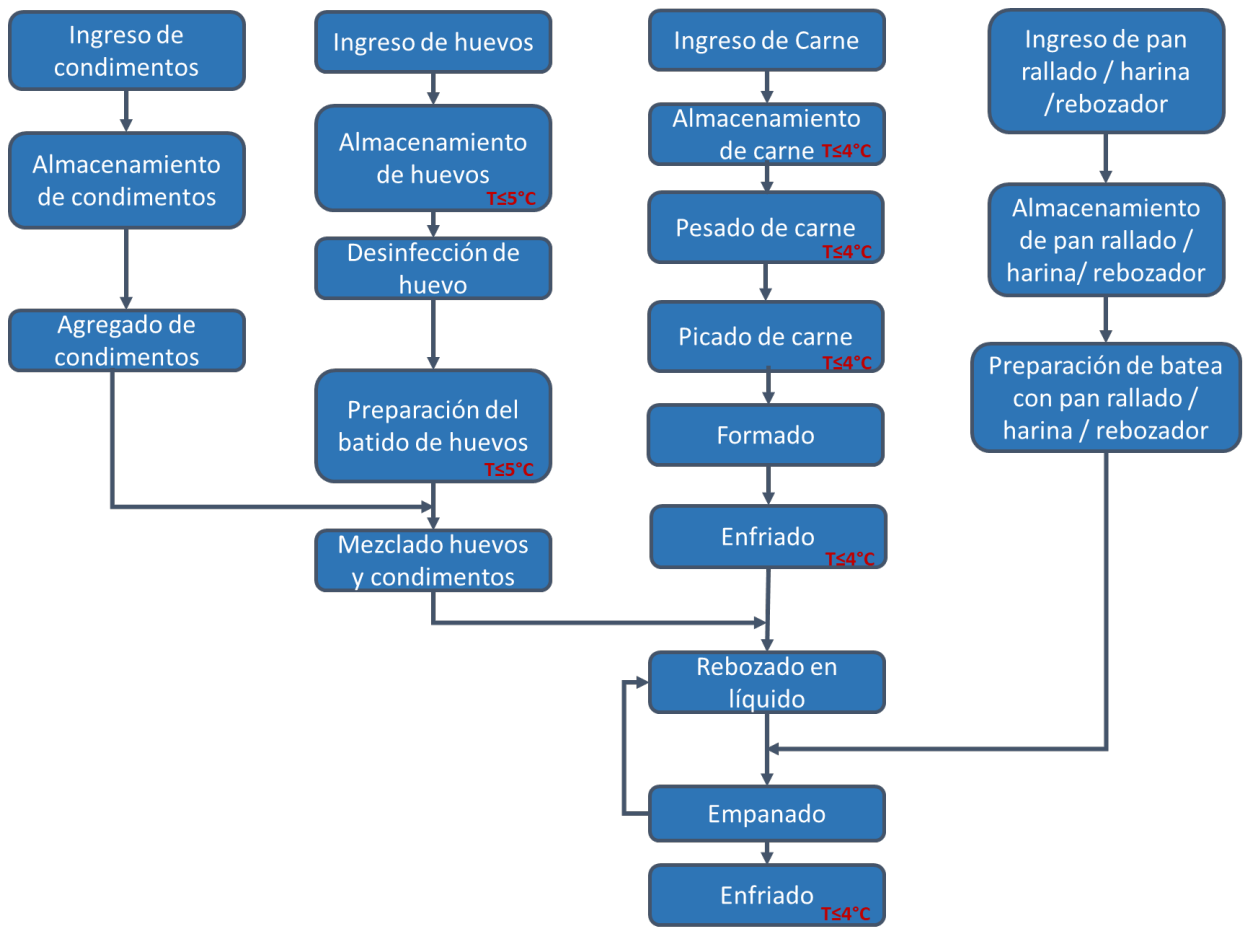 Ingreso de
condimentos
Almacenamiento
de condimentos
Agregado de
condimentos
Ingreso de huevos
Almacenamiento
de huevos
T≤5°C
Desinfección de
huevo
Preparación del
batido de huevos
T≤5°C
Mezclado huevos
y condimentos
Ingreso de Carne
Almacenamiento
de carne T≤4°C
Pesado de carne
T≤4°C
Picado de carne
T≤4°C
Formado
Enfriado
T≤4°C
Rebozado en
líquido
Empanado
Enfriado
T≤4°C
Ingreso de pan
rallado / harina
/rebozador
Almacenamiento
de pan rallado /
harina/ rebozador
Preparación de batea
con pan rallado /
harina / rebozador